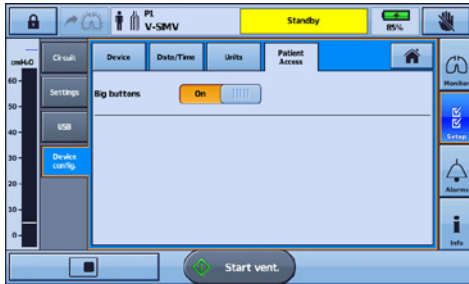 P1
V-SIMV
Standby
85%
cmH2O
Circuit
Device
Date/Time
Units
Patient
Access
Monitor
60-
Settings
Big buttons
On
50-
USB
40-
Setup
Device
config.
30-
20-
Alarms
10-
0-
Info
Start vent.